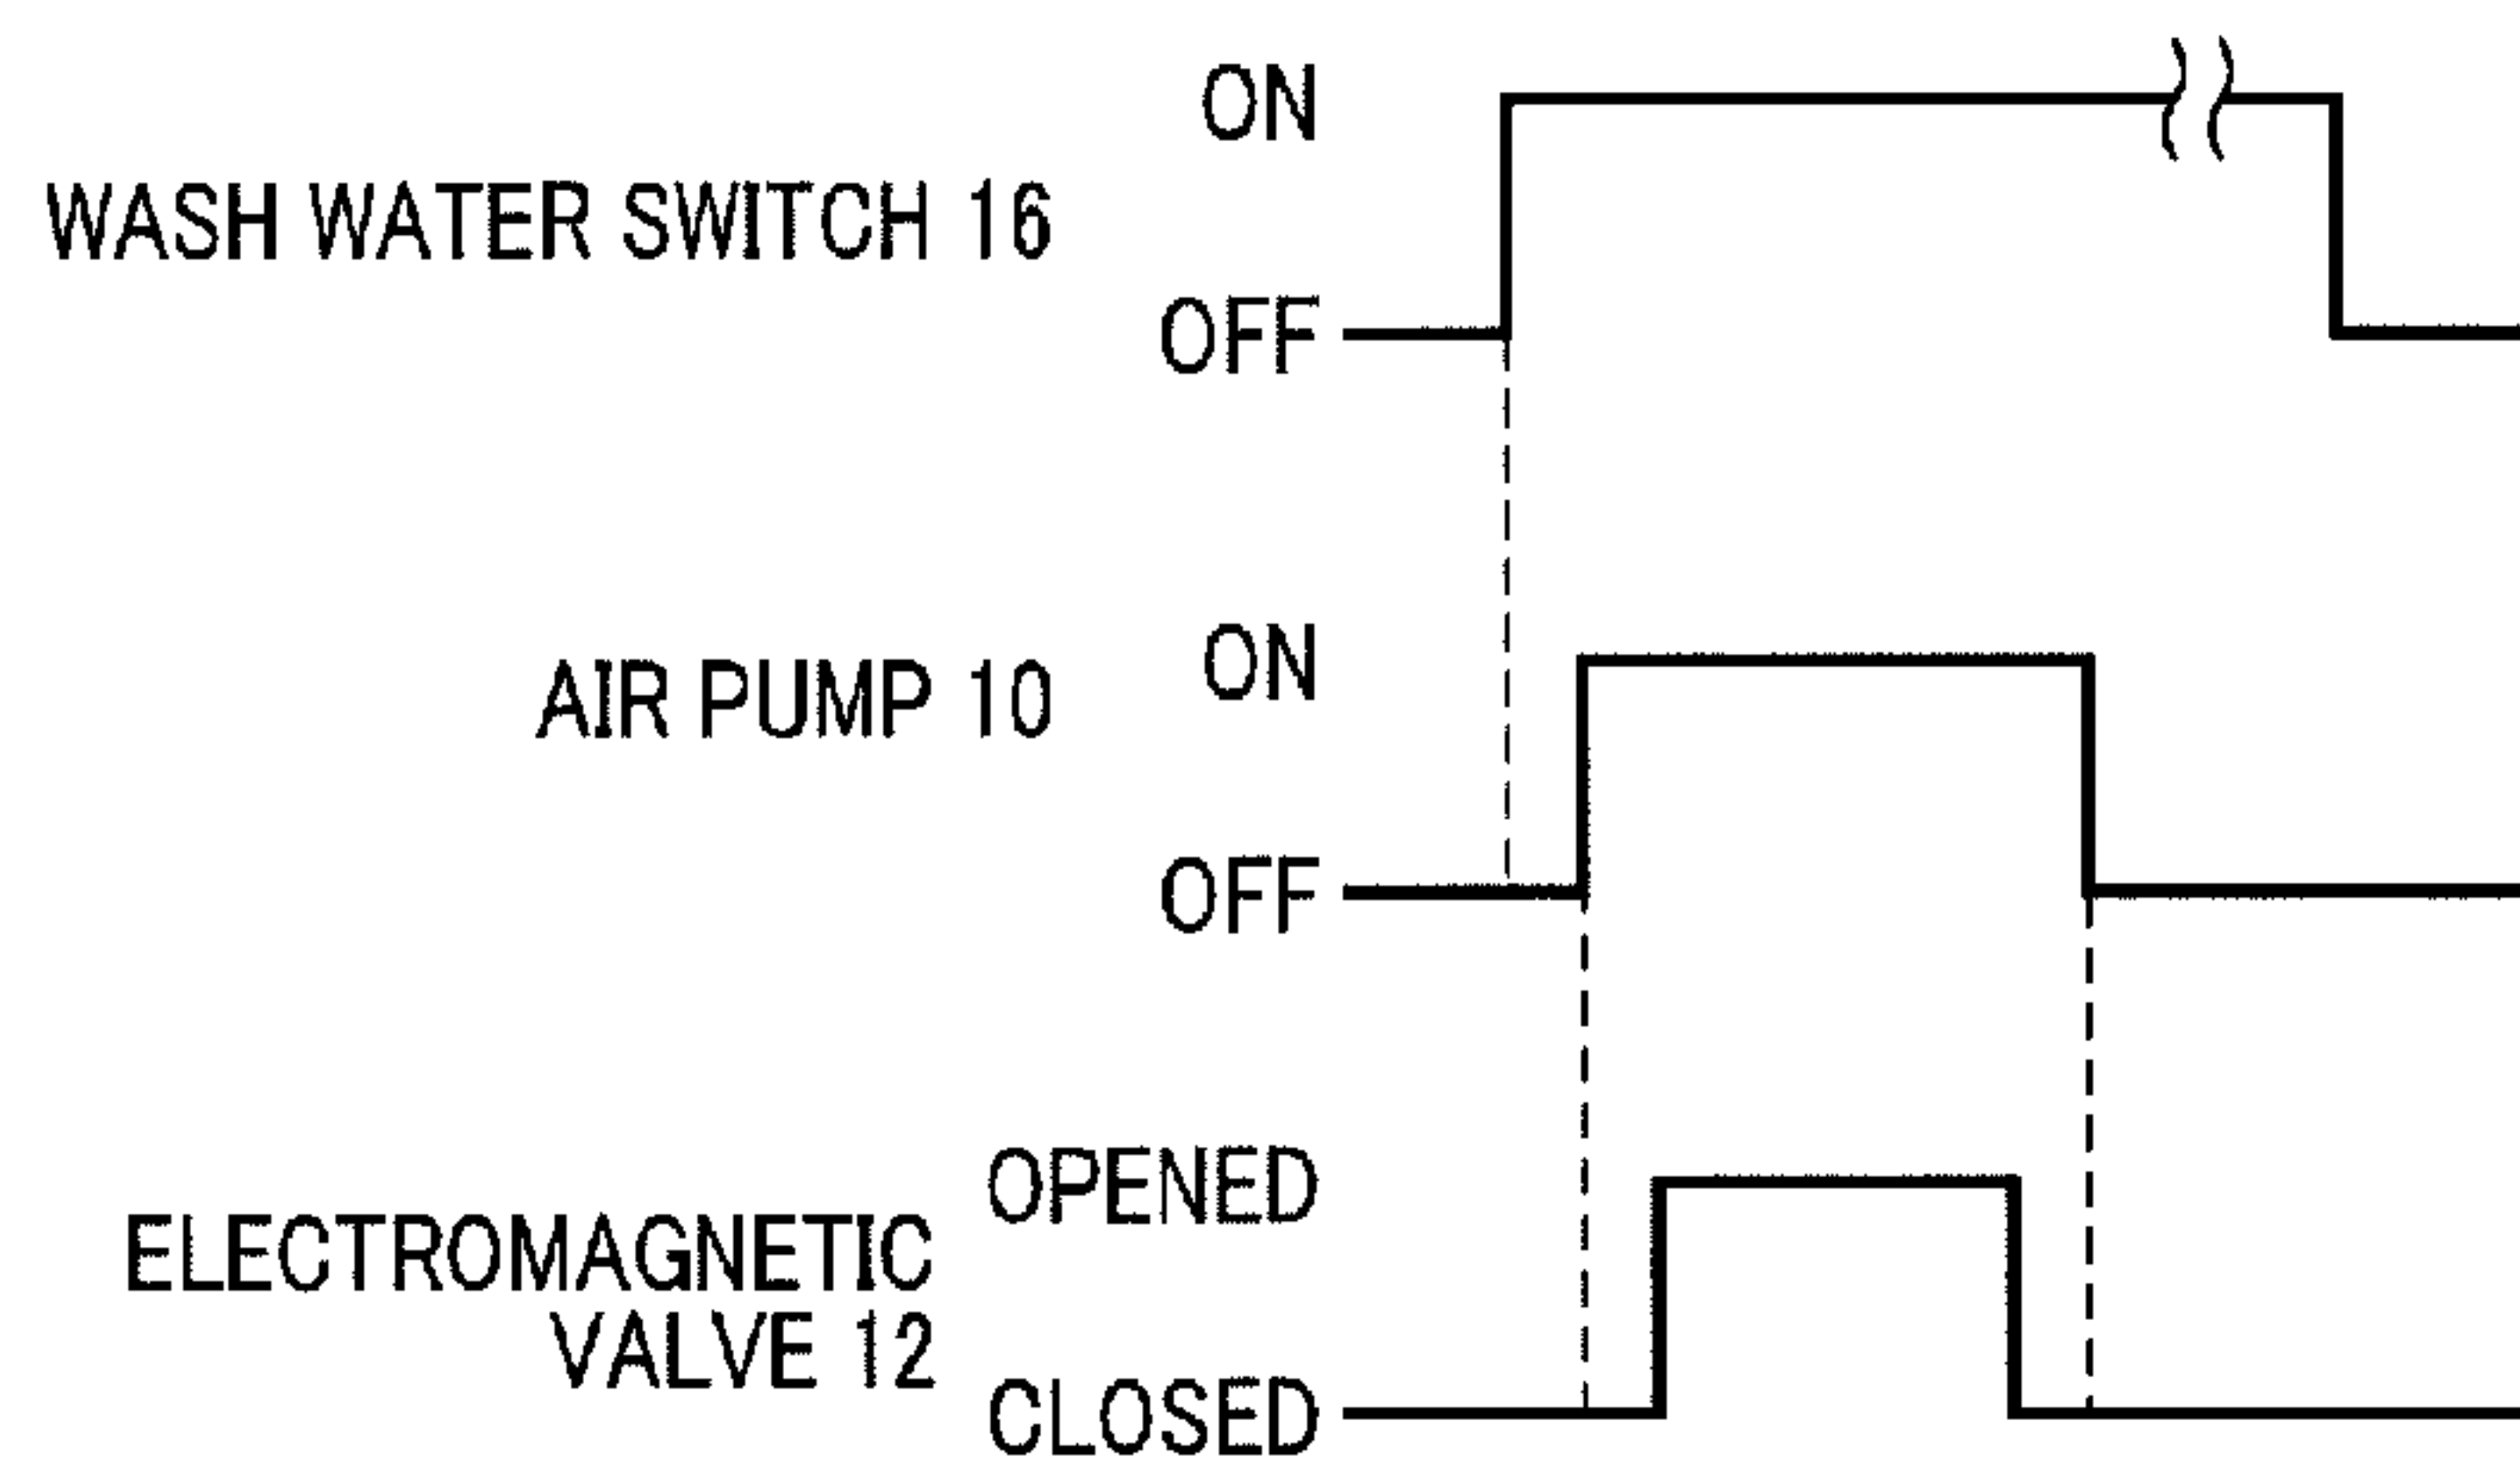 ON
WASH WATER SWITCH 16
OFF
ON
AIR PUMP 10
OFF
OPENED
ELECTROMAGNETIC
VALVE 12
CLOSED